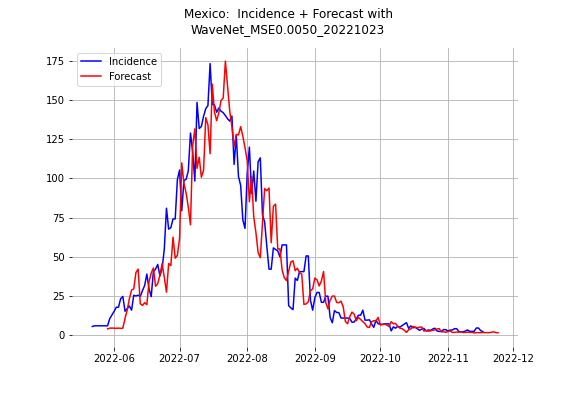 Mexico:  Incidence + Forecast with
WaveNet_MSE0.0050_20221023
Incidence
Forecast
175
150
125
100
75
50
25
0
2022-06 2022-07 2022-08 2022-09 2022-10 2022-11 2022-12